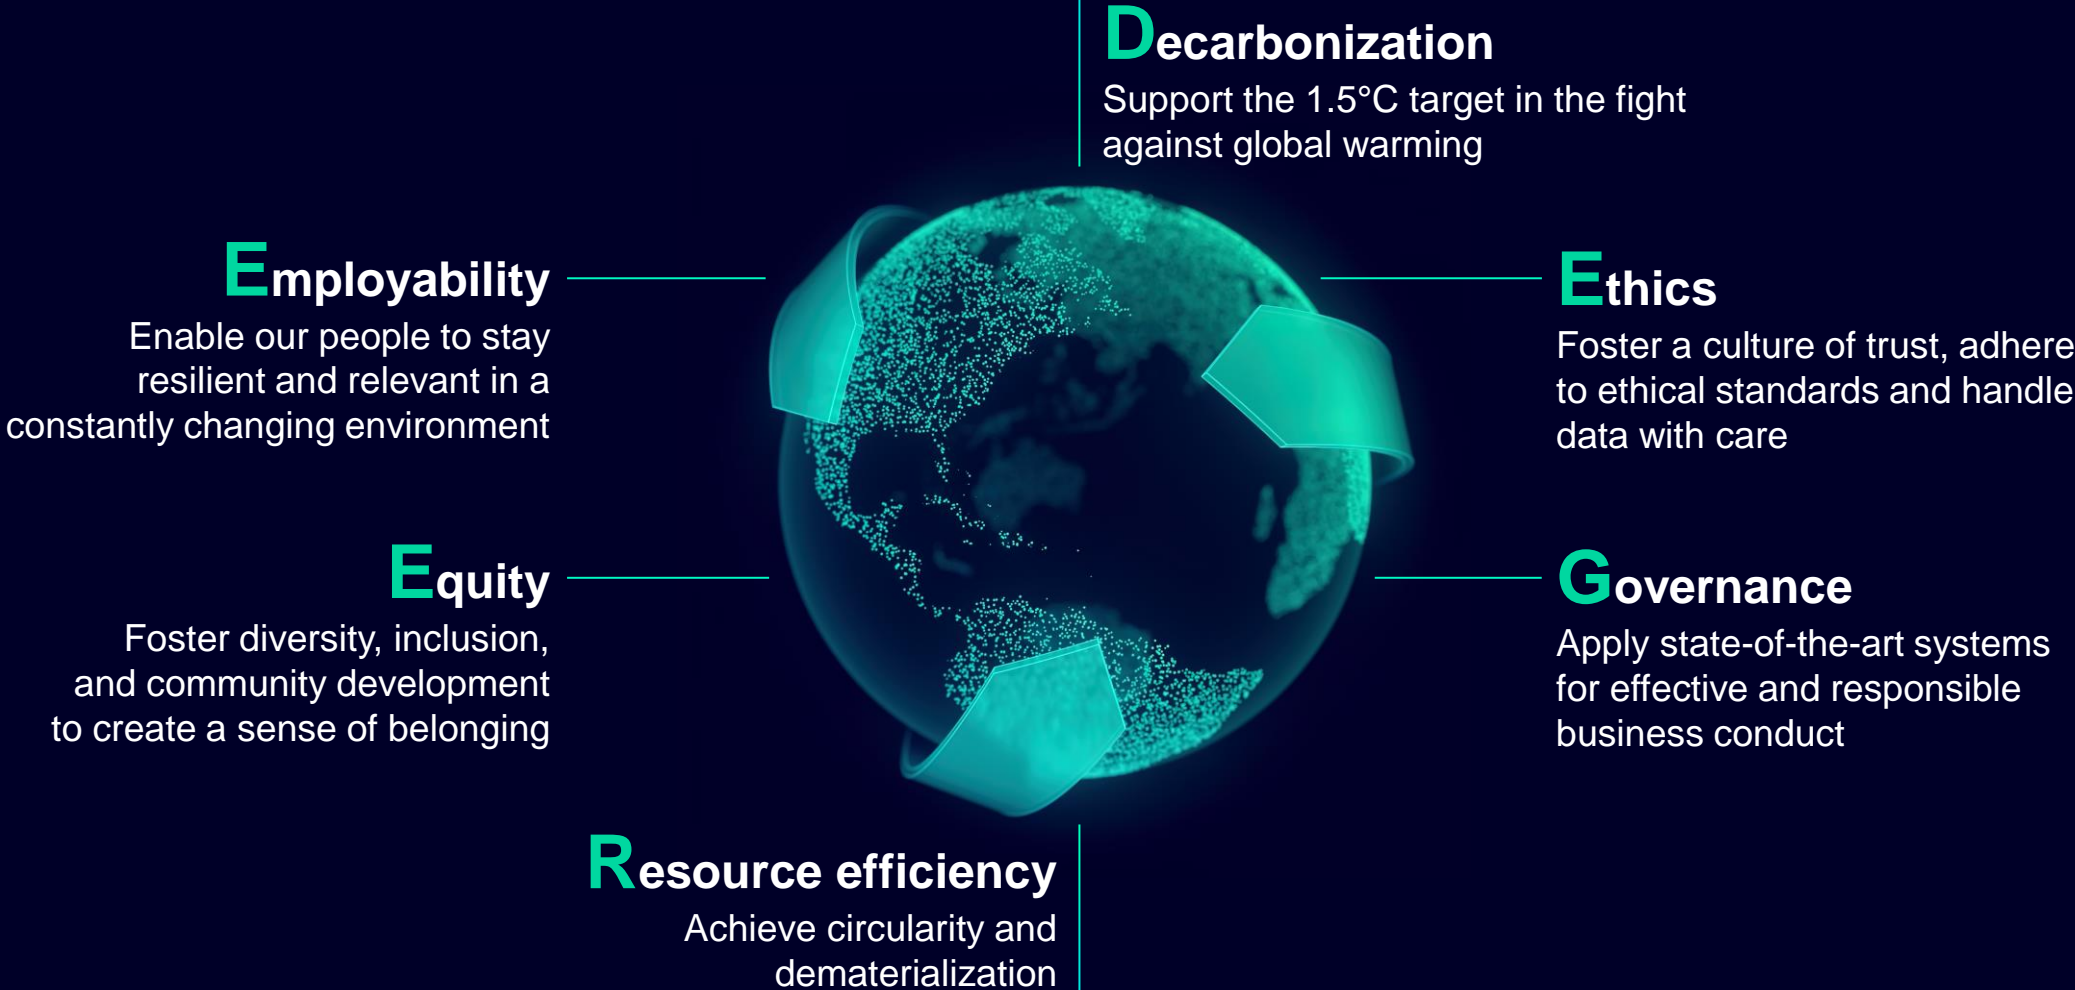 Decarbonization
Support the 1.5°C target in the fight
against global warming
Ethics
Foster a culture of trust, adhere
to ethical standards and handle
data with care
Governance
Apply state-of-the-art systems
for effective and responsible
business conduct
Resource efficiency
Achieve circularity and
dematerialization
Equity
Foster diversity, inclusion,
and community development
to create a sense of belonging
Employability
Enable our people to stay
resilient and relevant in a
constantly changing environment